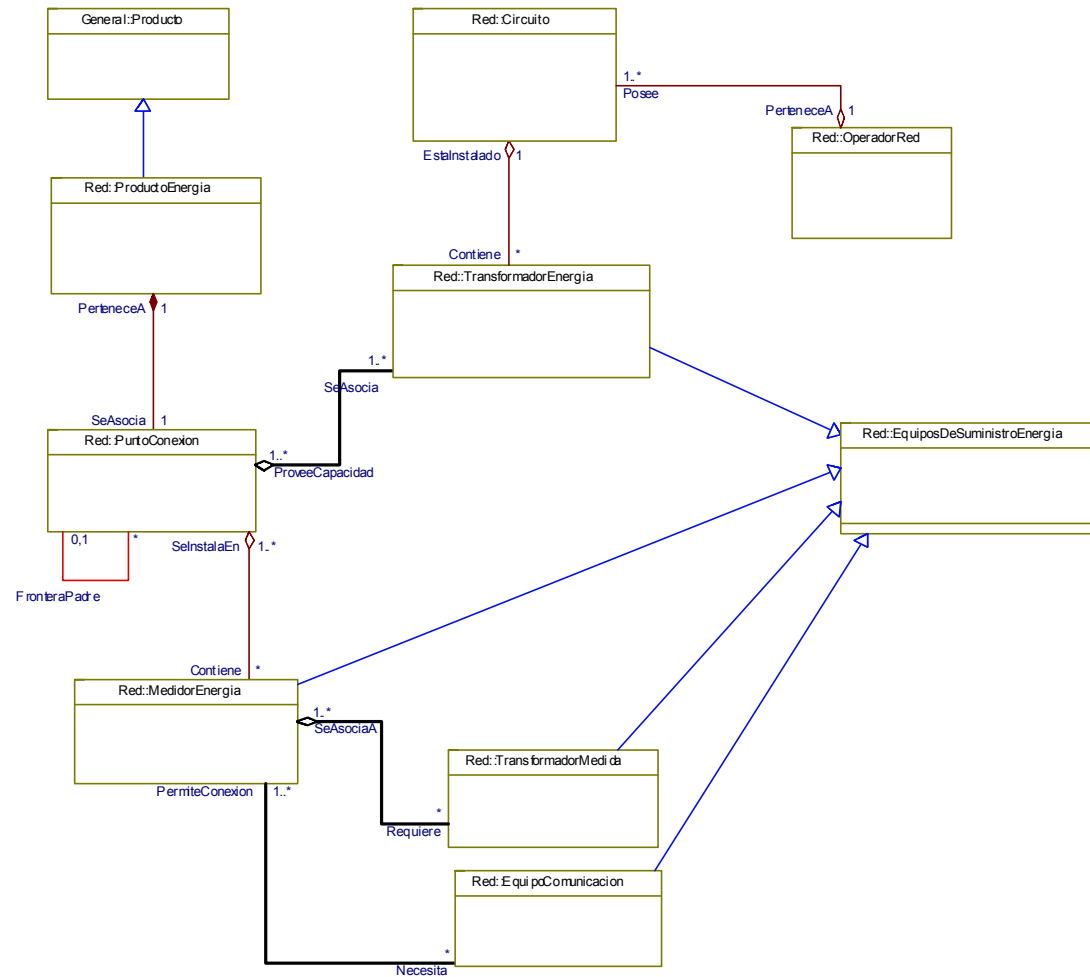 General::Producto
Red::Circuito
1..*
Posee
PerteneceA 1
Red::OperadorRed
EstaInstalado 1
Red::ProductoEnergia
Contiene *
Red::TransformadorEnergia
PerteneceA 1
1..*
SeAsocia
SeAsocia 1
Red::PuntoConexion
Red::EquiposDeSuministroEnergia
1..*
ProveeCapacidad
0,1 *
SeInstalaEn 1..*
FronteraPadre
Contiene *
Red::MedidorEnergia
1..*
SeAsociaA
Red::TransformadorMedida
PermiteConexion 1..*
*
Requiere
Red::EquipoComunicacion
*
Necesita